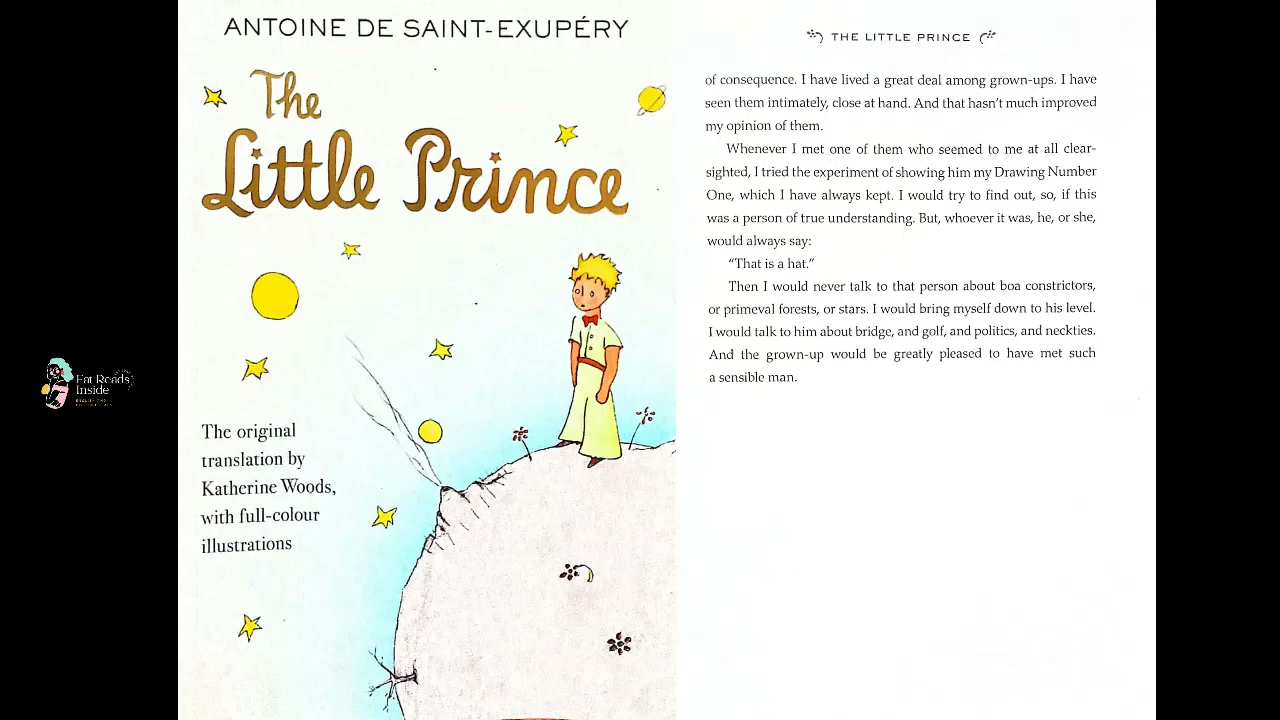 ANTOINE DE SAINT-EXUPÉRY
The
Little Prince
The original
translation by
Katherine Woods,
with full-colour
illustrations
THE LITTLE PRINCE
of consequence. I have lived a great deal among grown-ups. I have
seen them intimately, close at hand. And that hasn't much improved
my opinion of them.
Whenever I met one of them who seemed to me at all clear-
sighted, I tried the experiment of showing him my Drawing Number
One, which I have always kept. I would try to find out, so, if this
was a person of true understanding. But, whoever it was, he, or she,
would always say:
“That is a hat.”
Then I would never talk to that person about boa constrictors,
or primeval forests, or stars. I would bring myself down to his level.
I would talk to him about bridge, and golf, and politics, and neckties.
And the grown-up would be greatly pleased to have met such
a sensible man.
Fat Reads
Inside